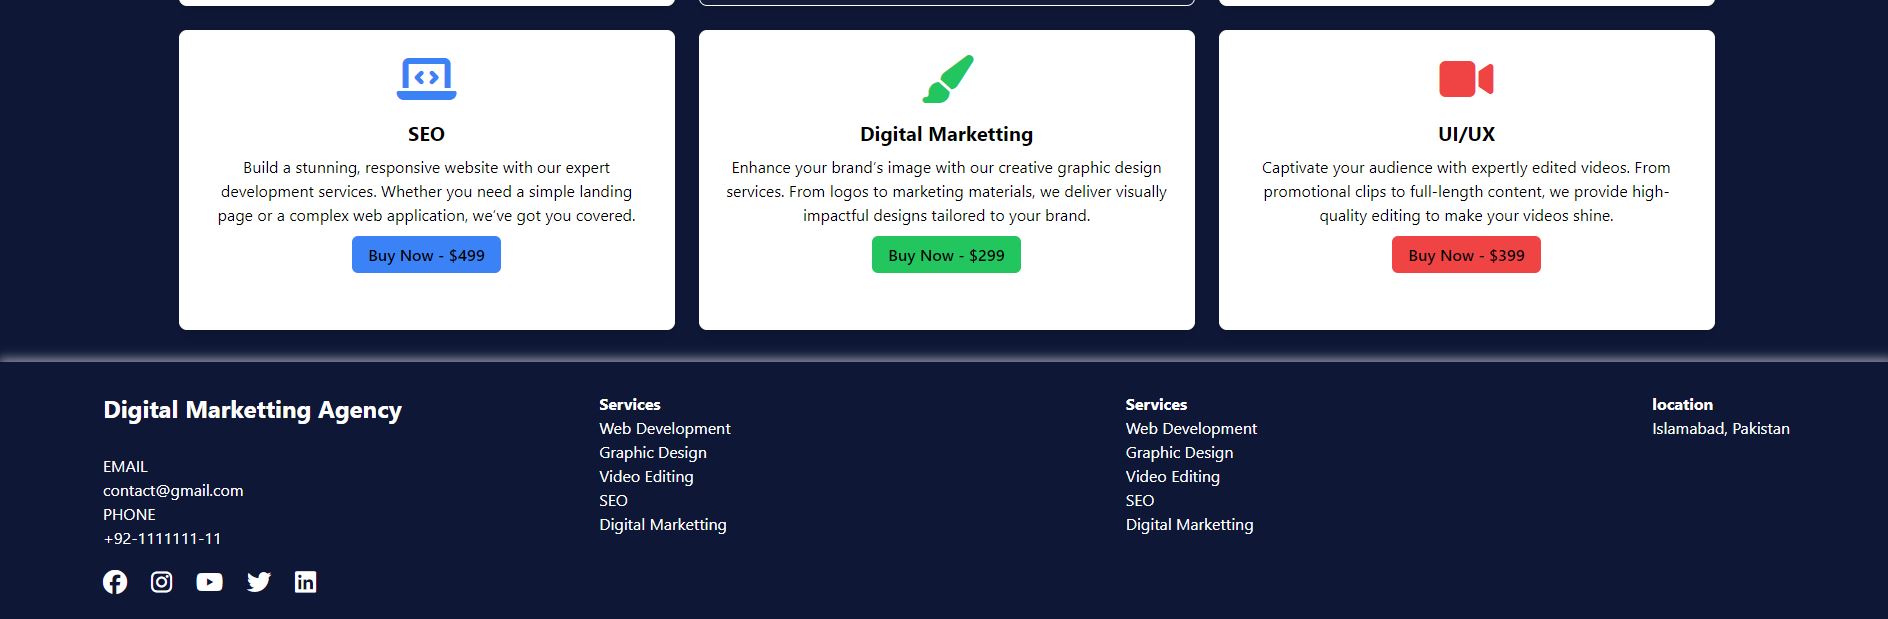 SEO
Build a stunning, responsive website with our expert
development services. Whether you need a simple landing
page or a complex web application, we've got you covered.
Buy Now - $499
Digital Marketting
Enhance your brand's image with our creative graphic design
services. From logos to marketing materials, we deliver visually
impactful designs tailored to your brand.
Buy Now - $299
UI/UX
Captivate your audience with expertly edited videos. From
promotional clips to full-length content, we provide high-
quality editing to make your videos shine.
Buy Now - $399
Digital Marketting Agency
EMAIL
contact@gmail.com
PHONE
+92-1111111-11
Services
Web Development
Graphic Design
Video Editing
SEO
Digital Marketting
Services
Web Development
Graphic Design
Video Editing
SEO
Digital Marketting
location
Islamabad, Pakistan